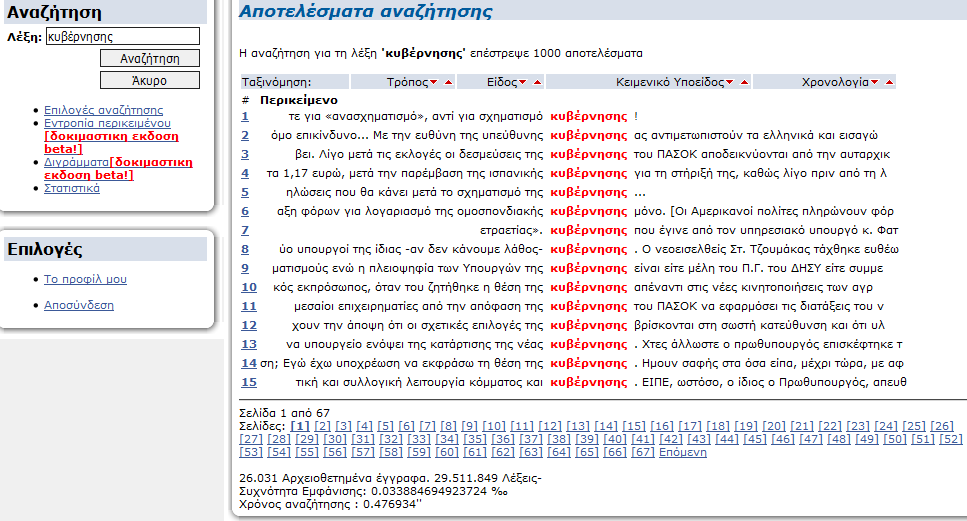 Αναζήτηση
Λέξη: κυβέρνησης
Αναζήτηση
Άκυρο
Επιλογές αναζήτησης
Εντροπία περικειμένου
[δοκιμαστικη εκδοση
beta!]
Διγράμματα[δοκιμαστικη
εκδοση beta!]
Στατιστικά
Επιλογές
Το προφίλ μου
Αποσύνδεση
Αποτελέσματα αναζήτησης
Η αναζήτηση για τη λέξη 'κυβέρνησης' επέστρεψε 1000 αποτελέσματα
Ταξινόμηση: Τρόπος Είδος Κειμενικό Υποείδος Χρονολογία
# Περικείμενο
1 τε για «ανασχηματισμό», αντί για σχηματισμό κυβέρνησης !
2 όμο επικίνδυνο... Με την ευθύνη της υπεύθυνης κυβέρνησης ας αντιμετωπιστούν τα ελληνικά και εισαγώ
3 βει. Λίγο μετά τις εκλογές οι δεσμεύσεις της κυβέρνησης του ΠΑΣΟΚ αποδεικνύονται από την αυταρχικ
4 τα 1,17 ευρώ, μετά την παρέμβαση της ισπανικής κυβέρνησης για τη στήριξή της, καθώς λίγο πριν από τη λ
5 ηλώσεις που θα κάνει μετά το σχηματισμό της κυβέρνησης ...
6 αξη φόρων για λογαριασμό της ομοσπονδιακής κυβέρνησης μόνο. [Οι Αμερικανοί πολίτες πληρώνουν φόρ
7 ετραετίας». κυβέρνησης που έγινε από τον υπηρεσιακό υπουργό κ. Φατ
8 ύο υπουργοί της ίδιας -αν δεν κάνουμε λάθος- κυβέρνησης . Ο νεοεισελθείς Στ. Τζουμάκας τάχθηκε ευθέω
9 ματισμούς ενώ η πλειοψηφία των Υπουργών της κυβέρνησης είναι είτε μέλη του Π.Γ. του ΔΗΣΥ είτε συμμε
10 κός εκπρόσωπος, όταν του ζητήθηκε η θέση της κυβέρνησης απέναντι στις νέες κινητοποιήσεις των αγρ
11 μεσαίοι επιχειρηματίες από την απόφαση της κυβέρνησης του ΠΑΣΟΚ να εφαρμόσει τις διατάξεις του ν
12 χουν την άποψη ότι οι σχετικές επιλογές της κυβέρνησης βρίσκονται στη σωστή κατεύθυνση και ότι υλ
13 να υπουργείο ενόψει της κατάρτισης της νέας κυβέρνησης . Χτες άλλωστε ο πρωθυπουργός επισκέφτηκε τ
14 ση; Εγώ έχω υποχρέωση να εκφράσω τη θέση της κυβέρνησης . Ημουν σαφής στα όσα είπα, μέχρι τώρα, με αφ
15 τική και συλλογική λειτουργία κόμματος και κυβέρνησης . ΕΙΠΕ, ωστόσο, ο ίδιος ο Πρωθυπουργός, απευθ
Σελίδα 1 από 67
Σελίδες: [1] [2] [3] [4] [5] [6] [7] [8] [9] [10] [11] [12] [13] [14] [15] [16] [17] [18] [19] [20] [21] [22] [23] [24] [25] [26]
[27] [28] [29] [30] [31] [32] [33] [34] [35] [36] [37] [38] [39] [40] [41] [42] [43] [44] [45] [46] [47] [48] [49] [50] [51] [52]
[53] [54] [55] [56] [57] [58] [59] [60] [61] [62] [63] [64] [65] [66] [67] Επόμενη
26.031 Αρχειοθετημένα έγγραφα. 29.511.849 Λέξεις-
Συχνότητα Εμφάνισης: 0.033884694923724 ‰
Χρόνος αναζήτησης : 0.476934''